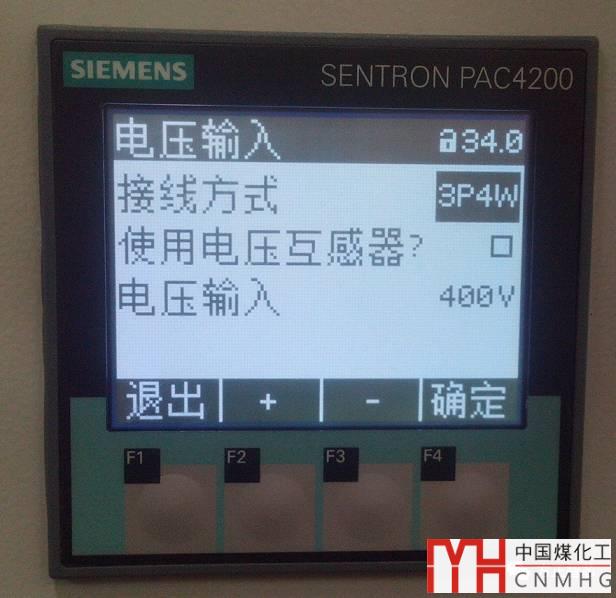 SIEMENS
SENTRON PAC4200
电压输入 34.0
接线方式 3P4W
使用电压互感器?
电压输入 400V
退出 + - 确定
F1 F2 F3 F4
中国煤化工
MYH CNMHG